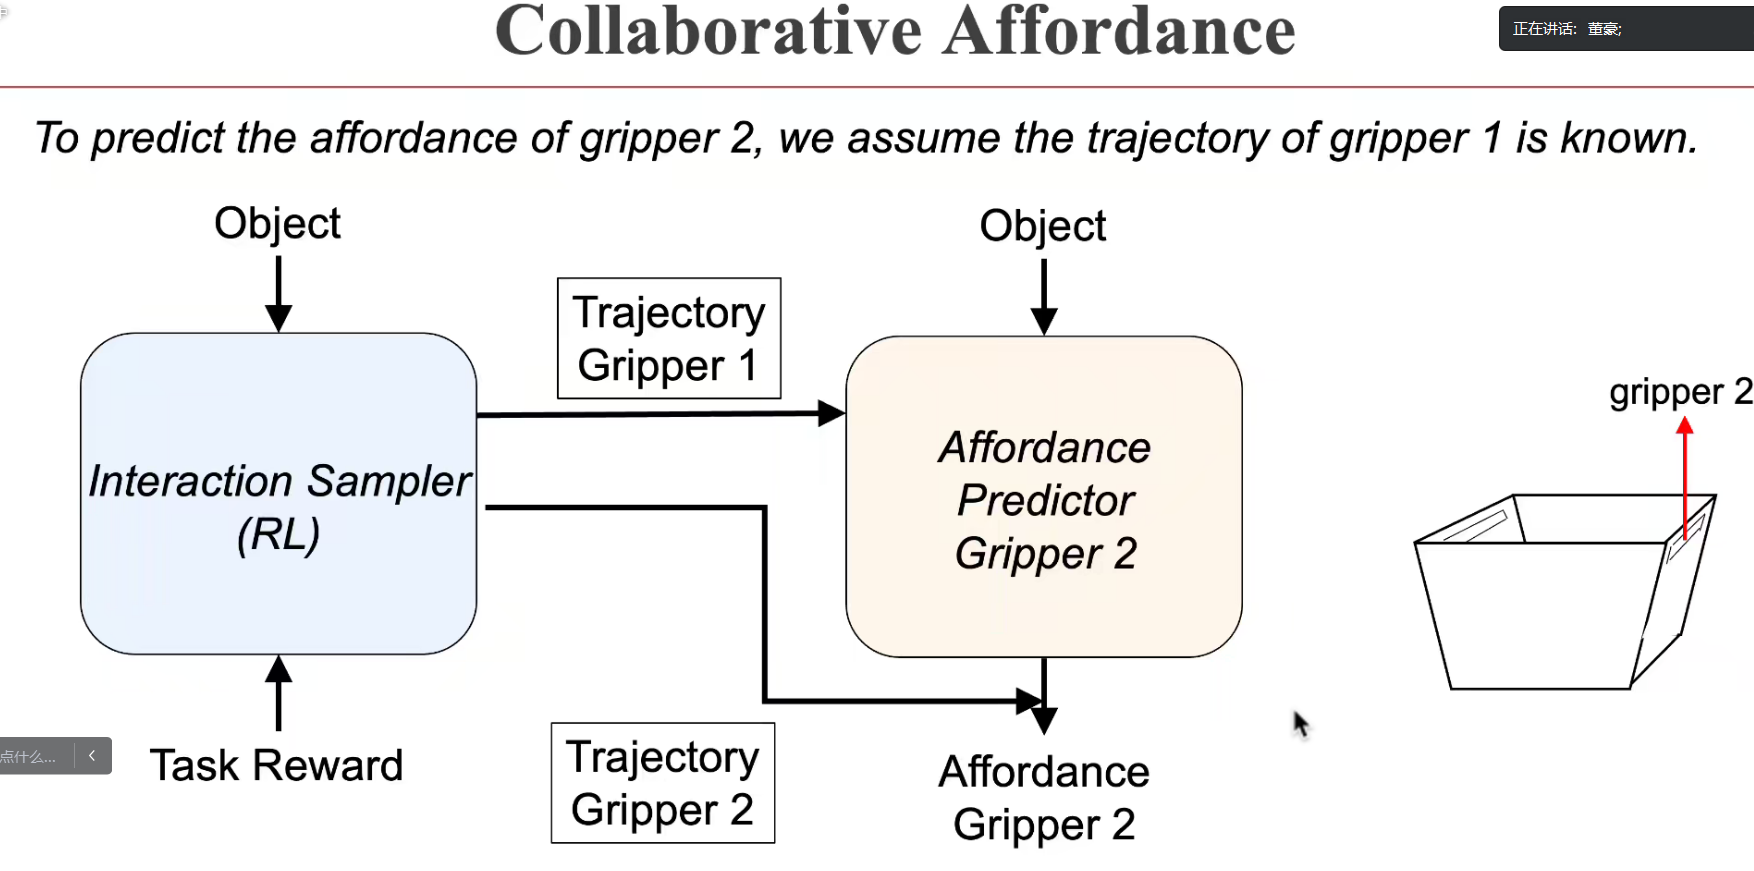 Collaborative Affordance
正在讲话: 董豪;
To predict the affordance of gripper 2, we assume the trajectory of gripper 1 is known.
Object
Object
Trajectory
Gripper 1
gripper 2
Interaction Sampler
(RL)
Affordance
Predictor
Gripper 2
点什么...
Task Reward
Trajectory
Gripper 2
Affordance
Gripper 2